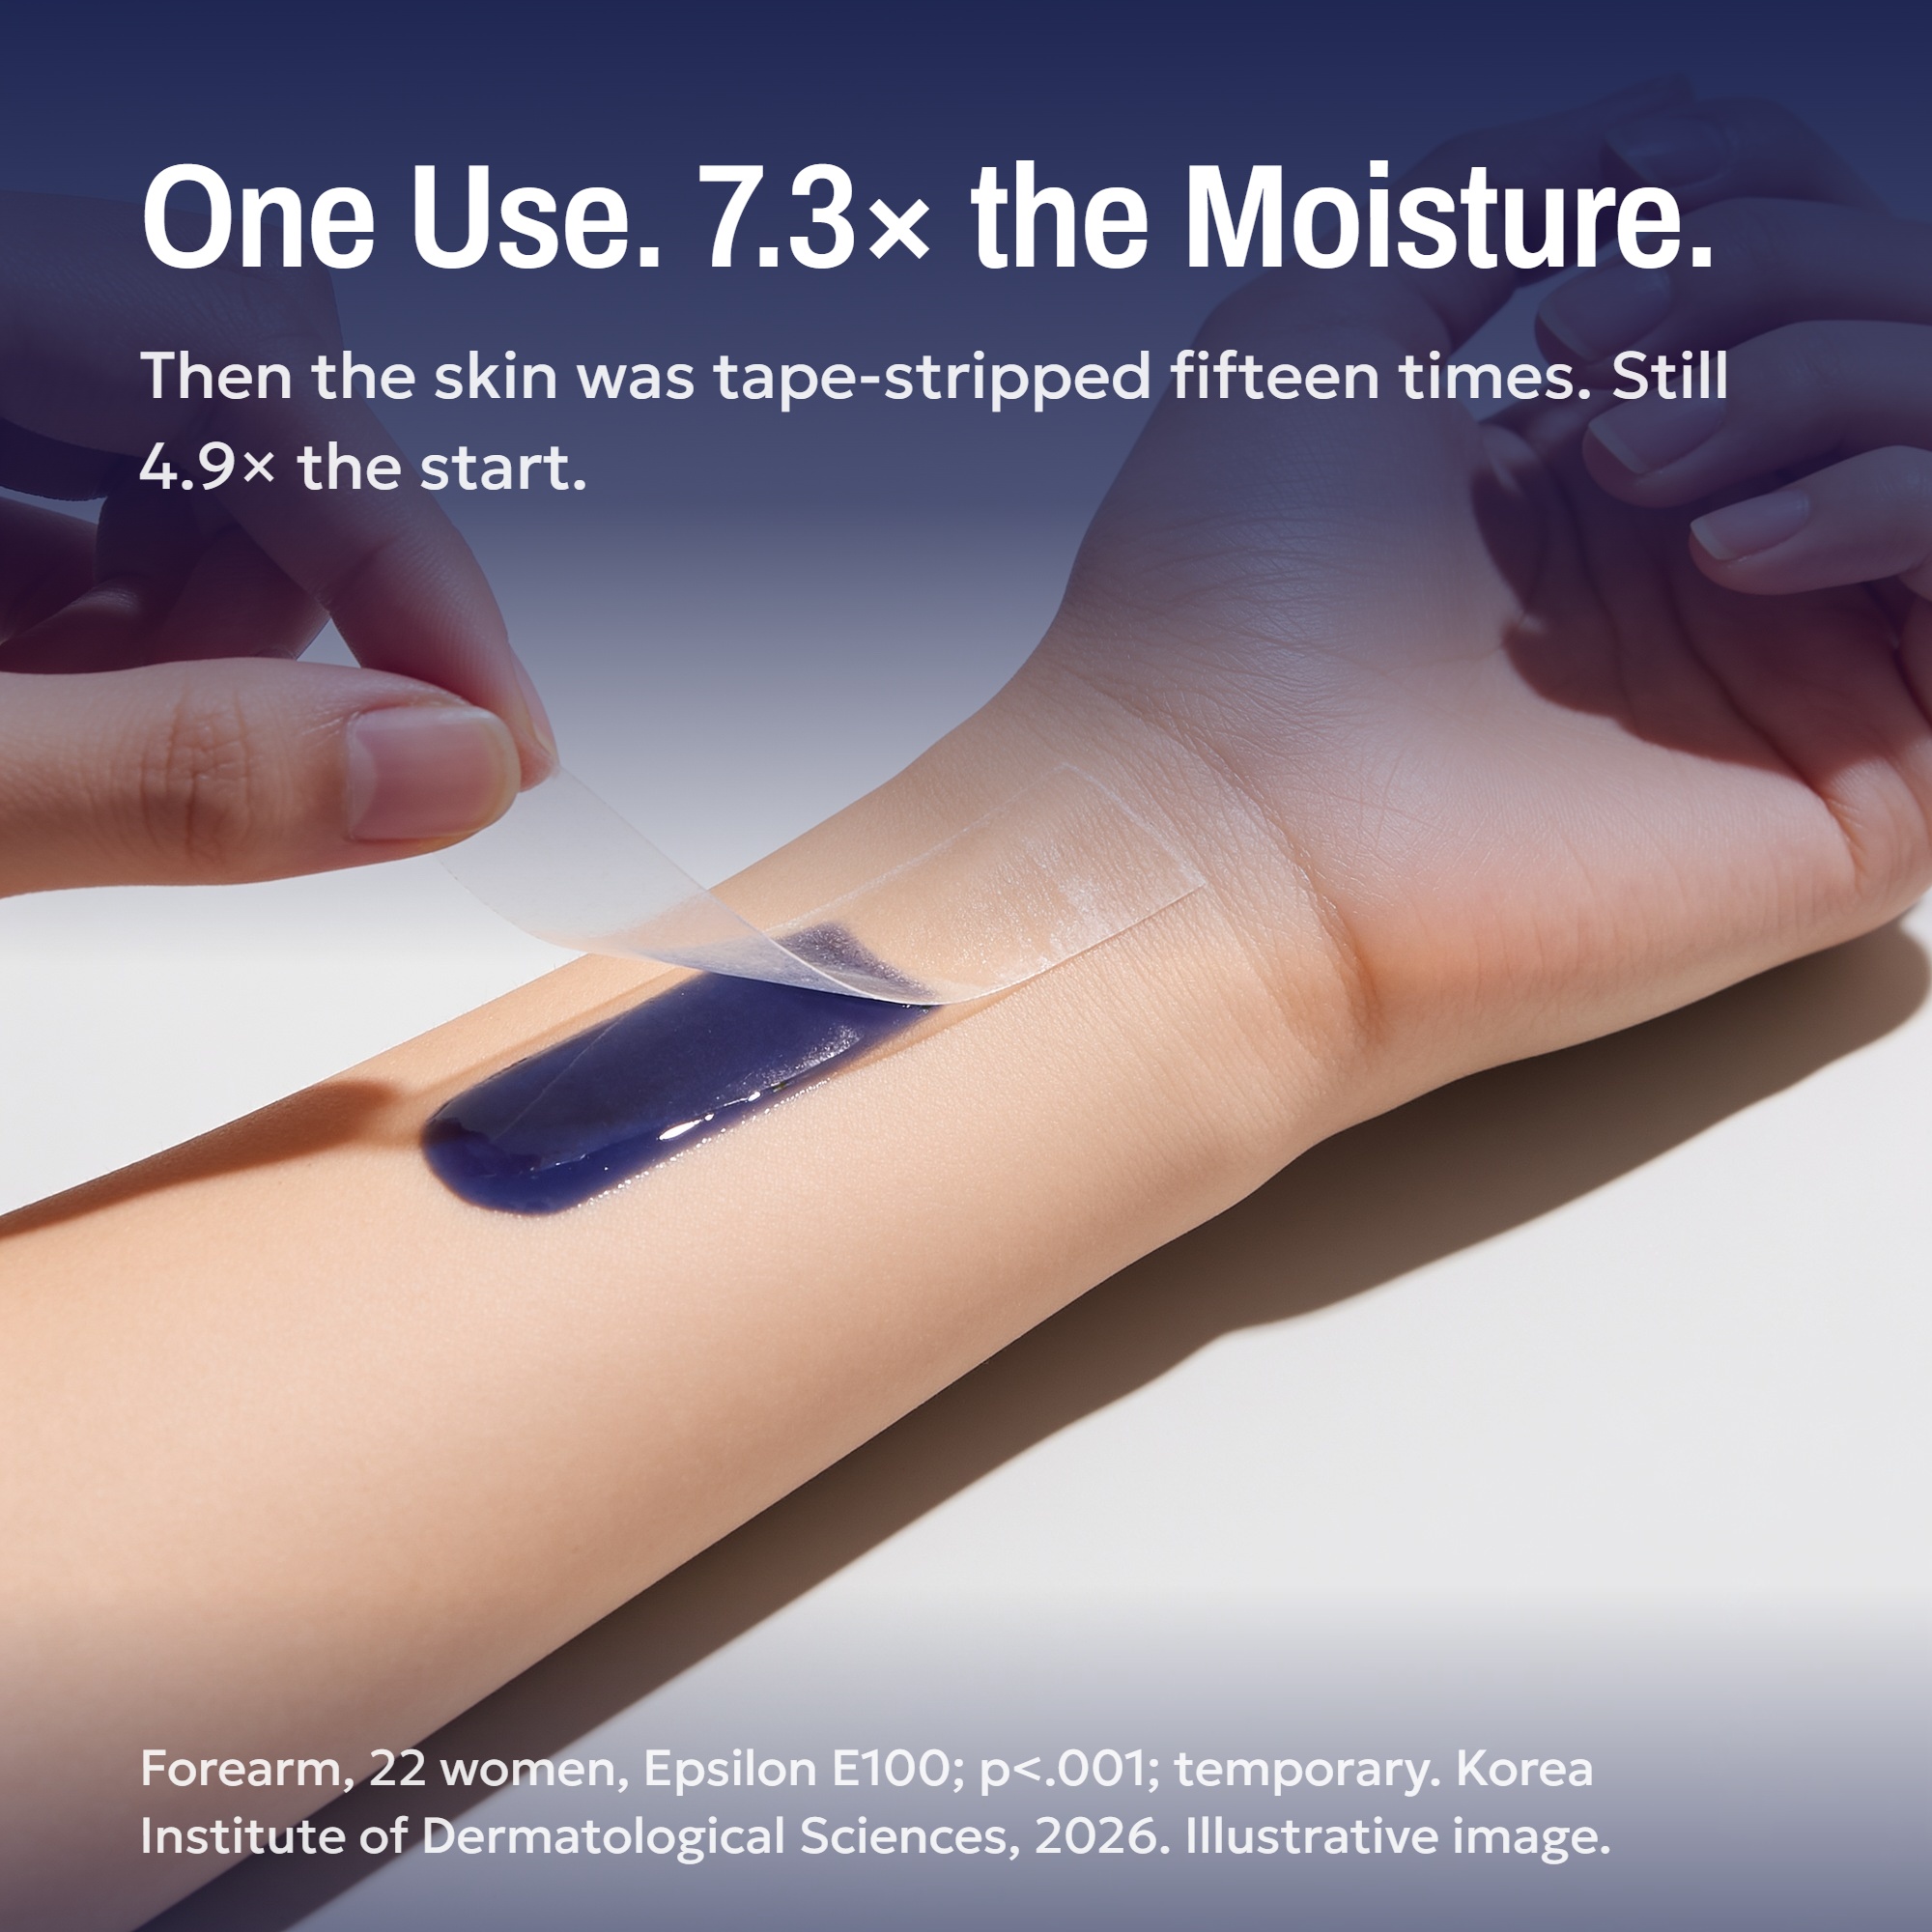 One Use. 7.3× the Moisture.
Then the skin was tape-stripped fifteen times. Still
4.9× the start.
Forearm, 22 women, Epsilon E100; p<.001; temporary. Korea
Institute of Dermatological Sciences, 2026. Illustrative image.